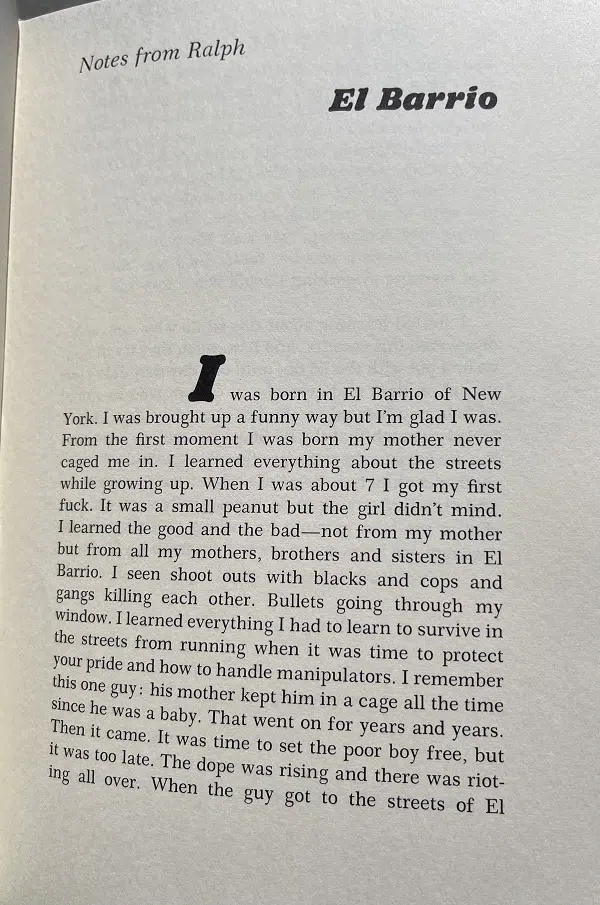 Notes from Ralph
El Barrio
I was born in El Barrio of New
York. I was brought up a funny way but I'm glad I was.
From the first moment I was born my mother never
caged me in. I learned everything about the streets
while growing up. When I was about 7 I got my first
fuck. It was a small peanut but the girl didn't mind.
I learned the good and the bad—not from my mother
but from all my mothers, brothers and sisters in El
Barrio. I seen shoot outs with blacks and cops and
gangs killing each other. Bullets going through my
window. I learned everything I had to learn to survive in
the streets from running when it was time to protect
your pride and how to handle manipulators. I remember
this one guy: his mother kept him in a cage all the time
since he was a baby. That went on for years and years.
Then it came. It was time to set the poor boy free, but
it was too late. The dope was rising and there was riot-
ing all over. When the guy got to the streets of El